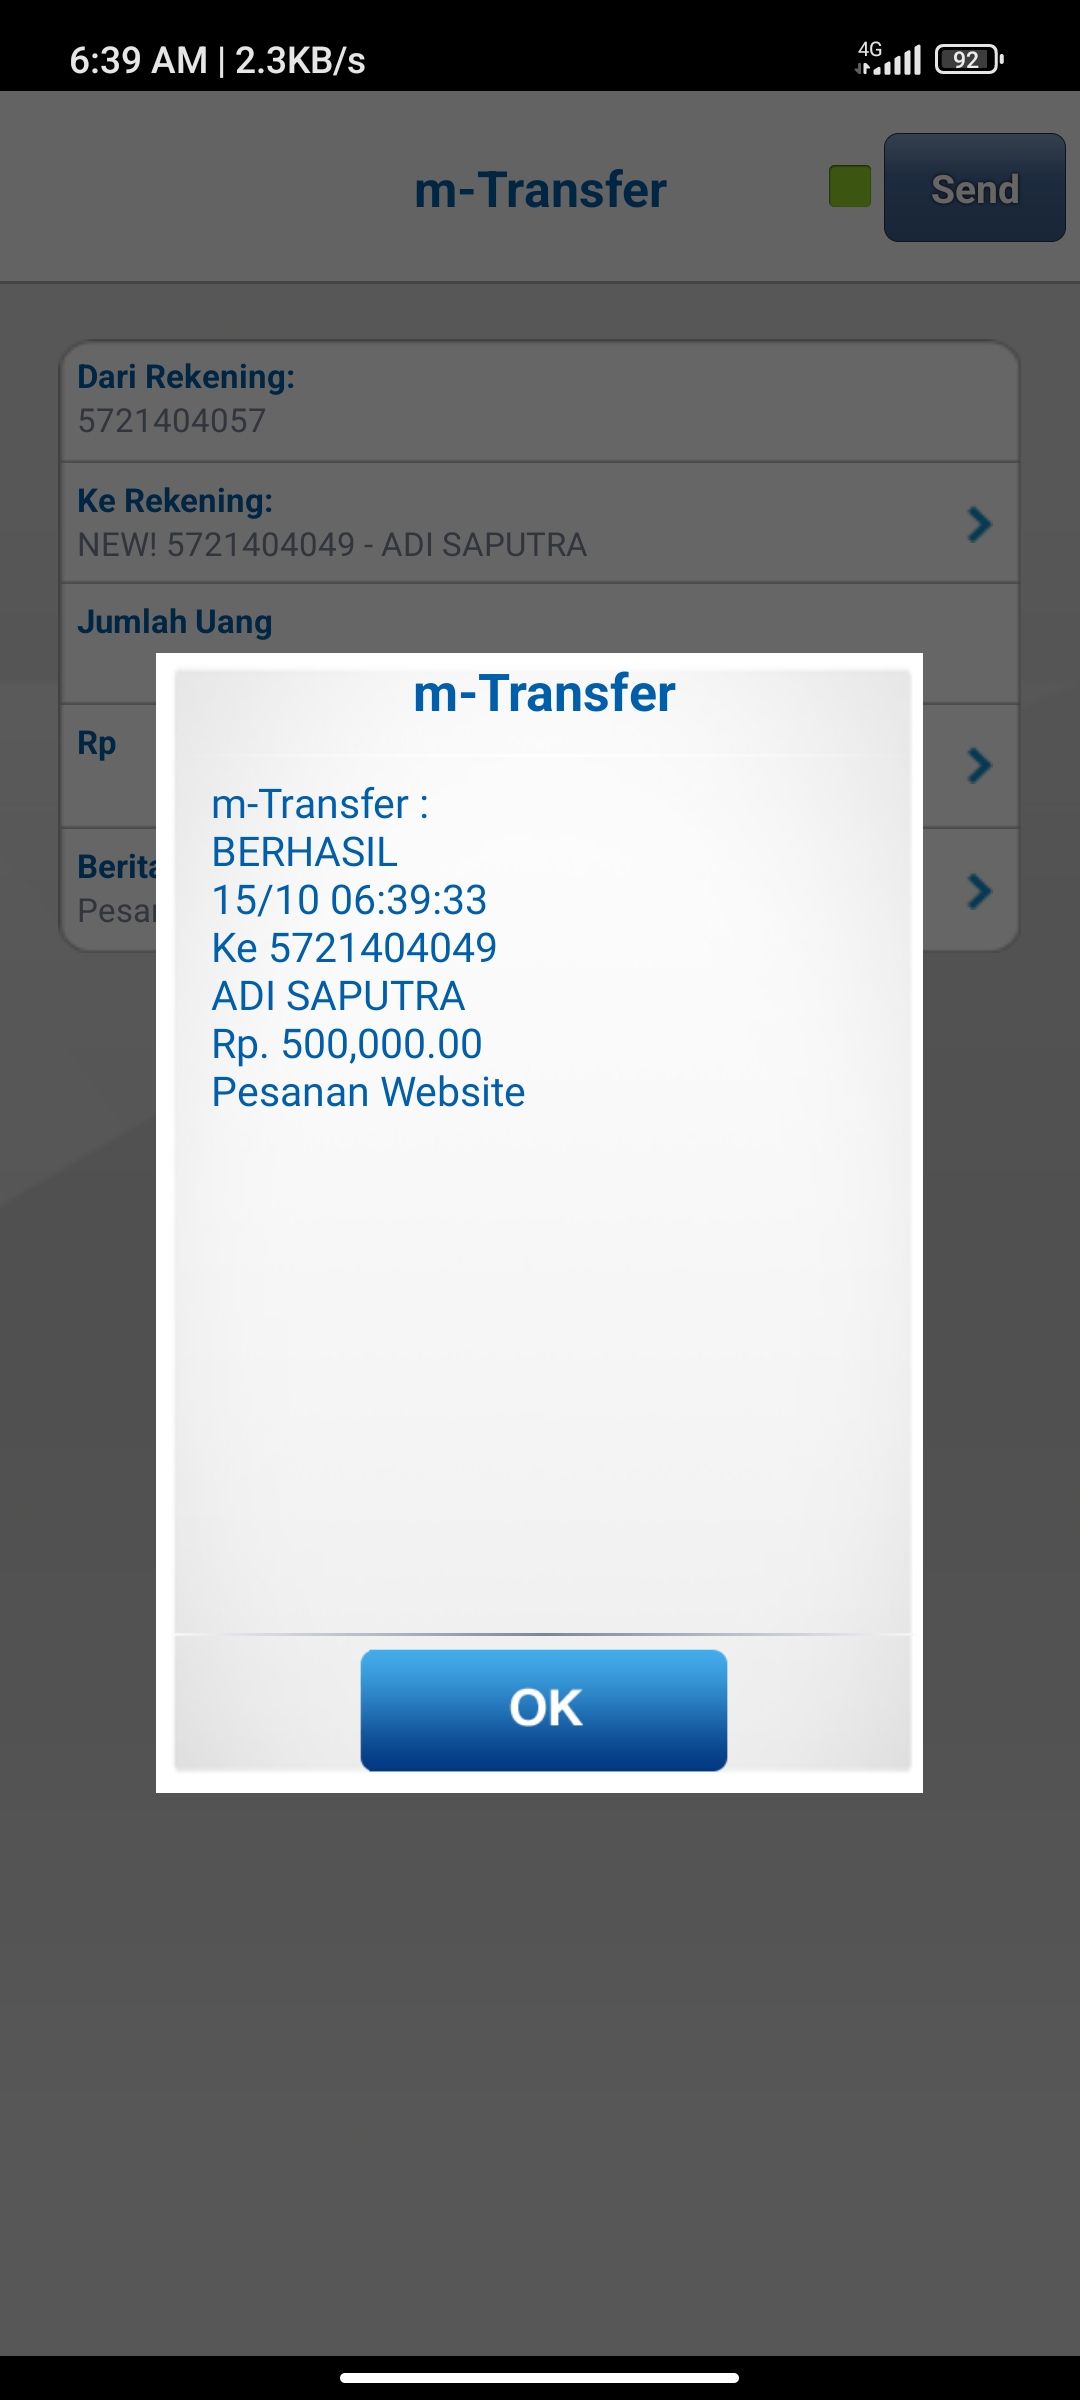 6:39 AM | 2.3KB/s
4G
92
m-Transfer
Send
Dari Rekening:
5721404057
Ke Rekening:
NEW! 5721404049 - ADI SAPUTRA
Jumlah Uang
Rp
m-Transfer
m-Transfer :
BERHASIL
15/10 06:39:33
Ke 5721404049
ADI SAPUTRA
Rp. 500,000.00
Pesanan Website
OK